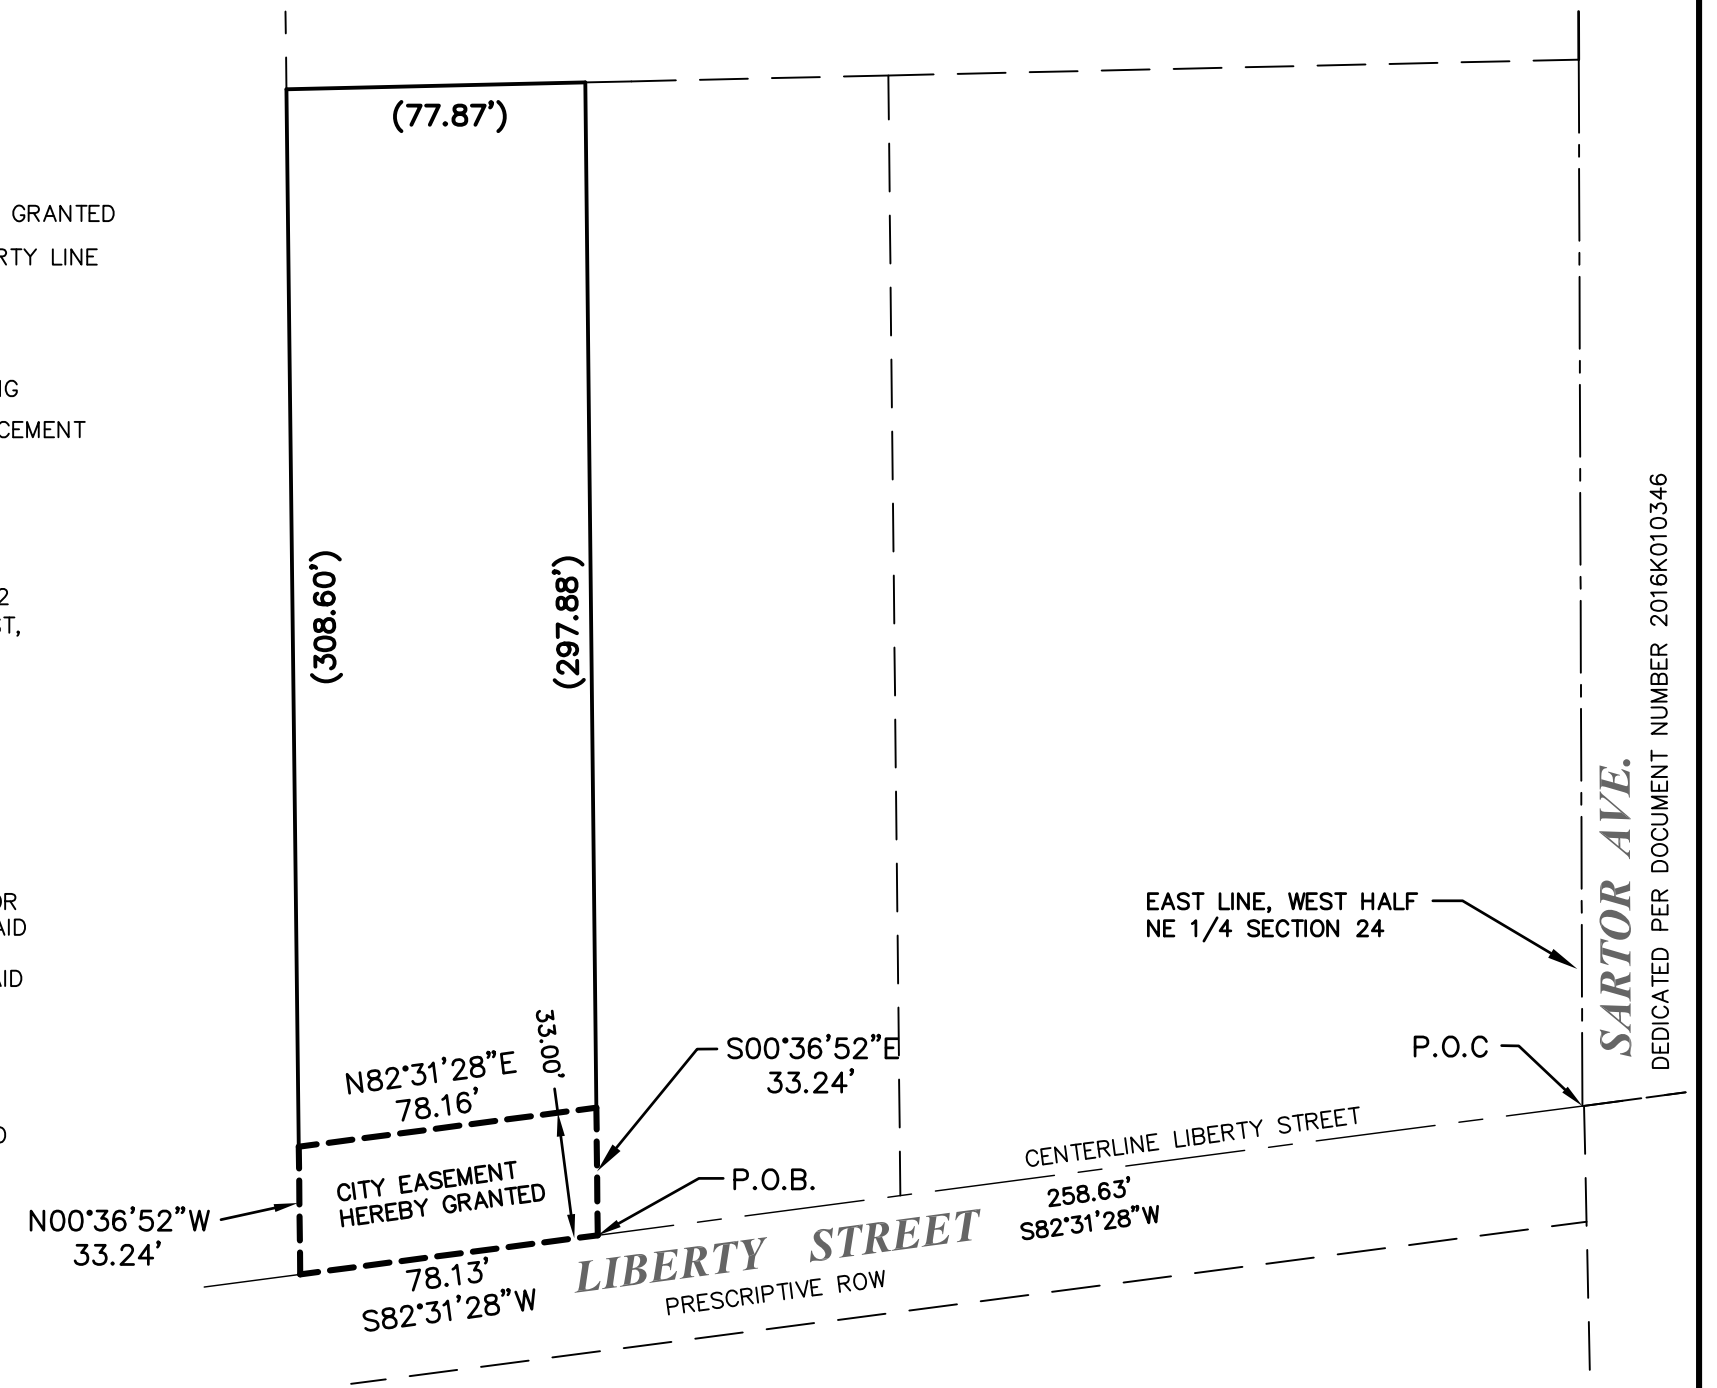 (77.87')
GRANTED
RTY LINE
CEMENT
2
ST,
(308.60')
(297.88')
OR
AID
AID
EAST LINE, WEST HALF
NE 1/4 SECTION 24
SARTOR AVE.
DEDICATED PER DOCUMENT NUMBER 2016K010346
P.O.C
33.00'
N82°31'28"E
78.16'
S00°36'52"E
33.24'
CENTERLINE LIBERTY STREET
258.63'
S82°31'28"W
P.O.B.
CITY EASEMENT
HEREBY GRANTED
N00°36'52"W
33.24'
78.13'
S82°31'28"W
LIBERTY STREET
PRESCRIPTIVE ROW